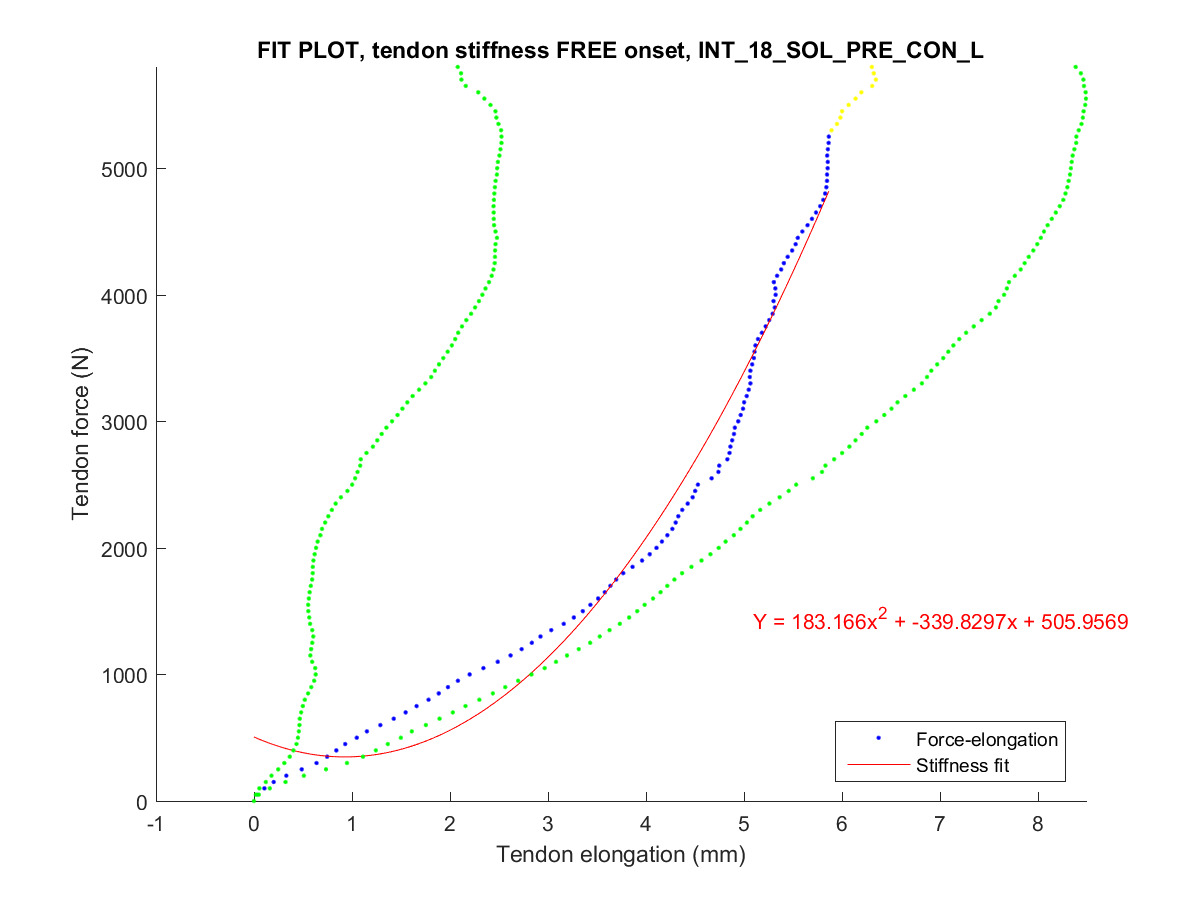 FIT PLOT, tendon stiffness FREE onset, INT_18_SOL_PRE_CON_L
5000
4000
3000
2000
1000
0
Tendon force (N)
Y = 183.166x² + -339.8297x + 505.9569
Force-elongation
Stiffness fit
-1 0 1 2 3 4 5 6 7 8
Tendon elongation (mm)